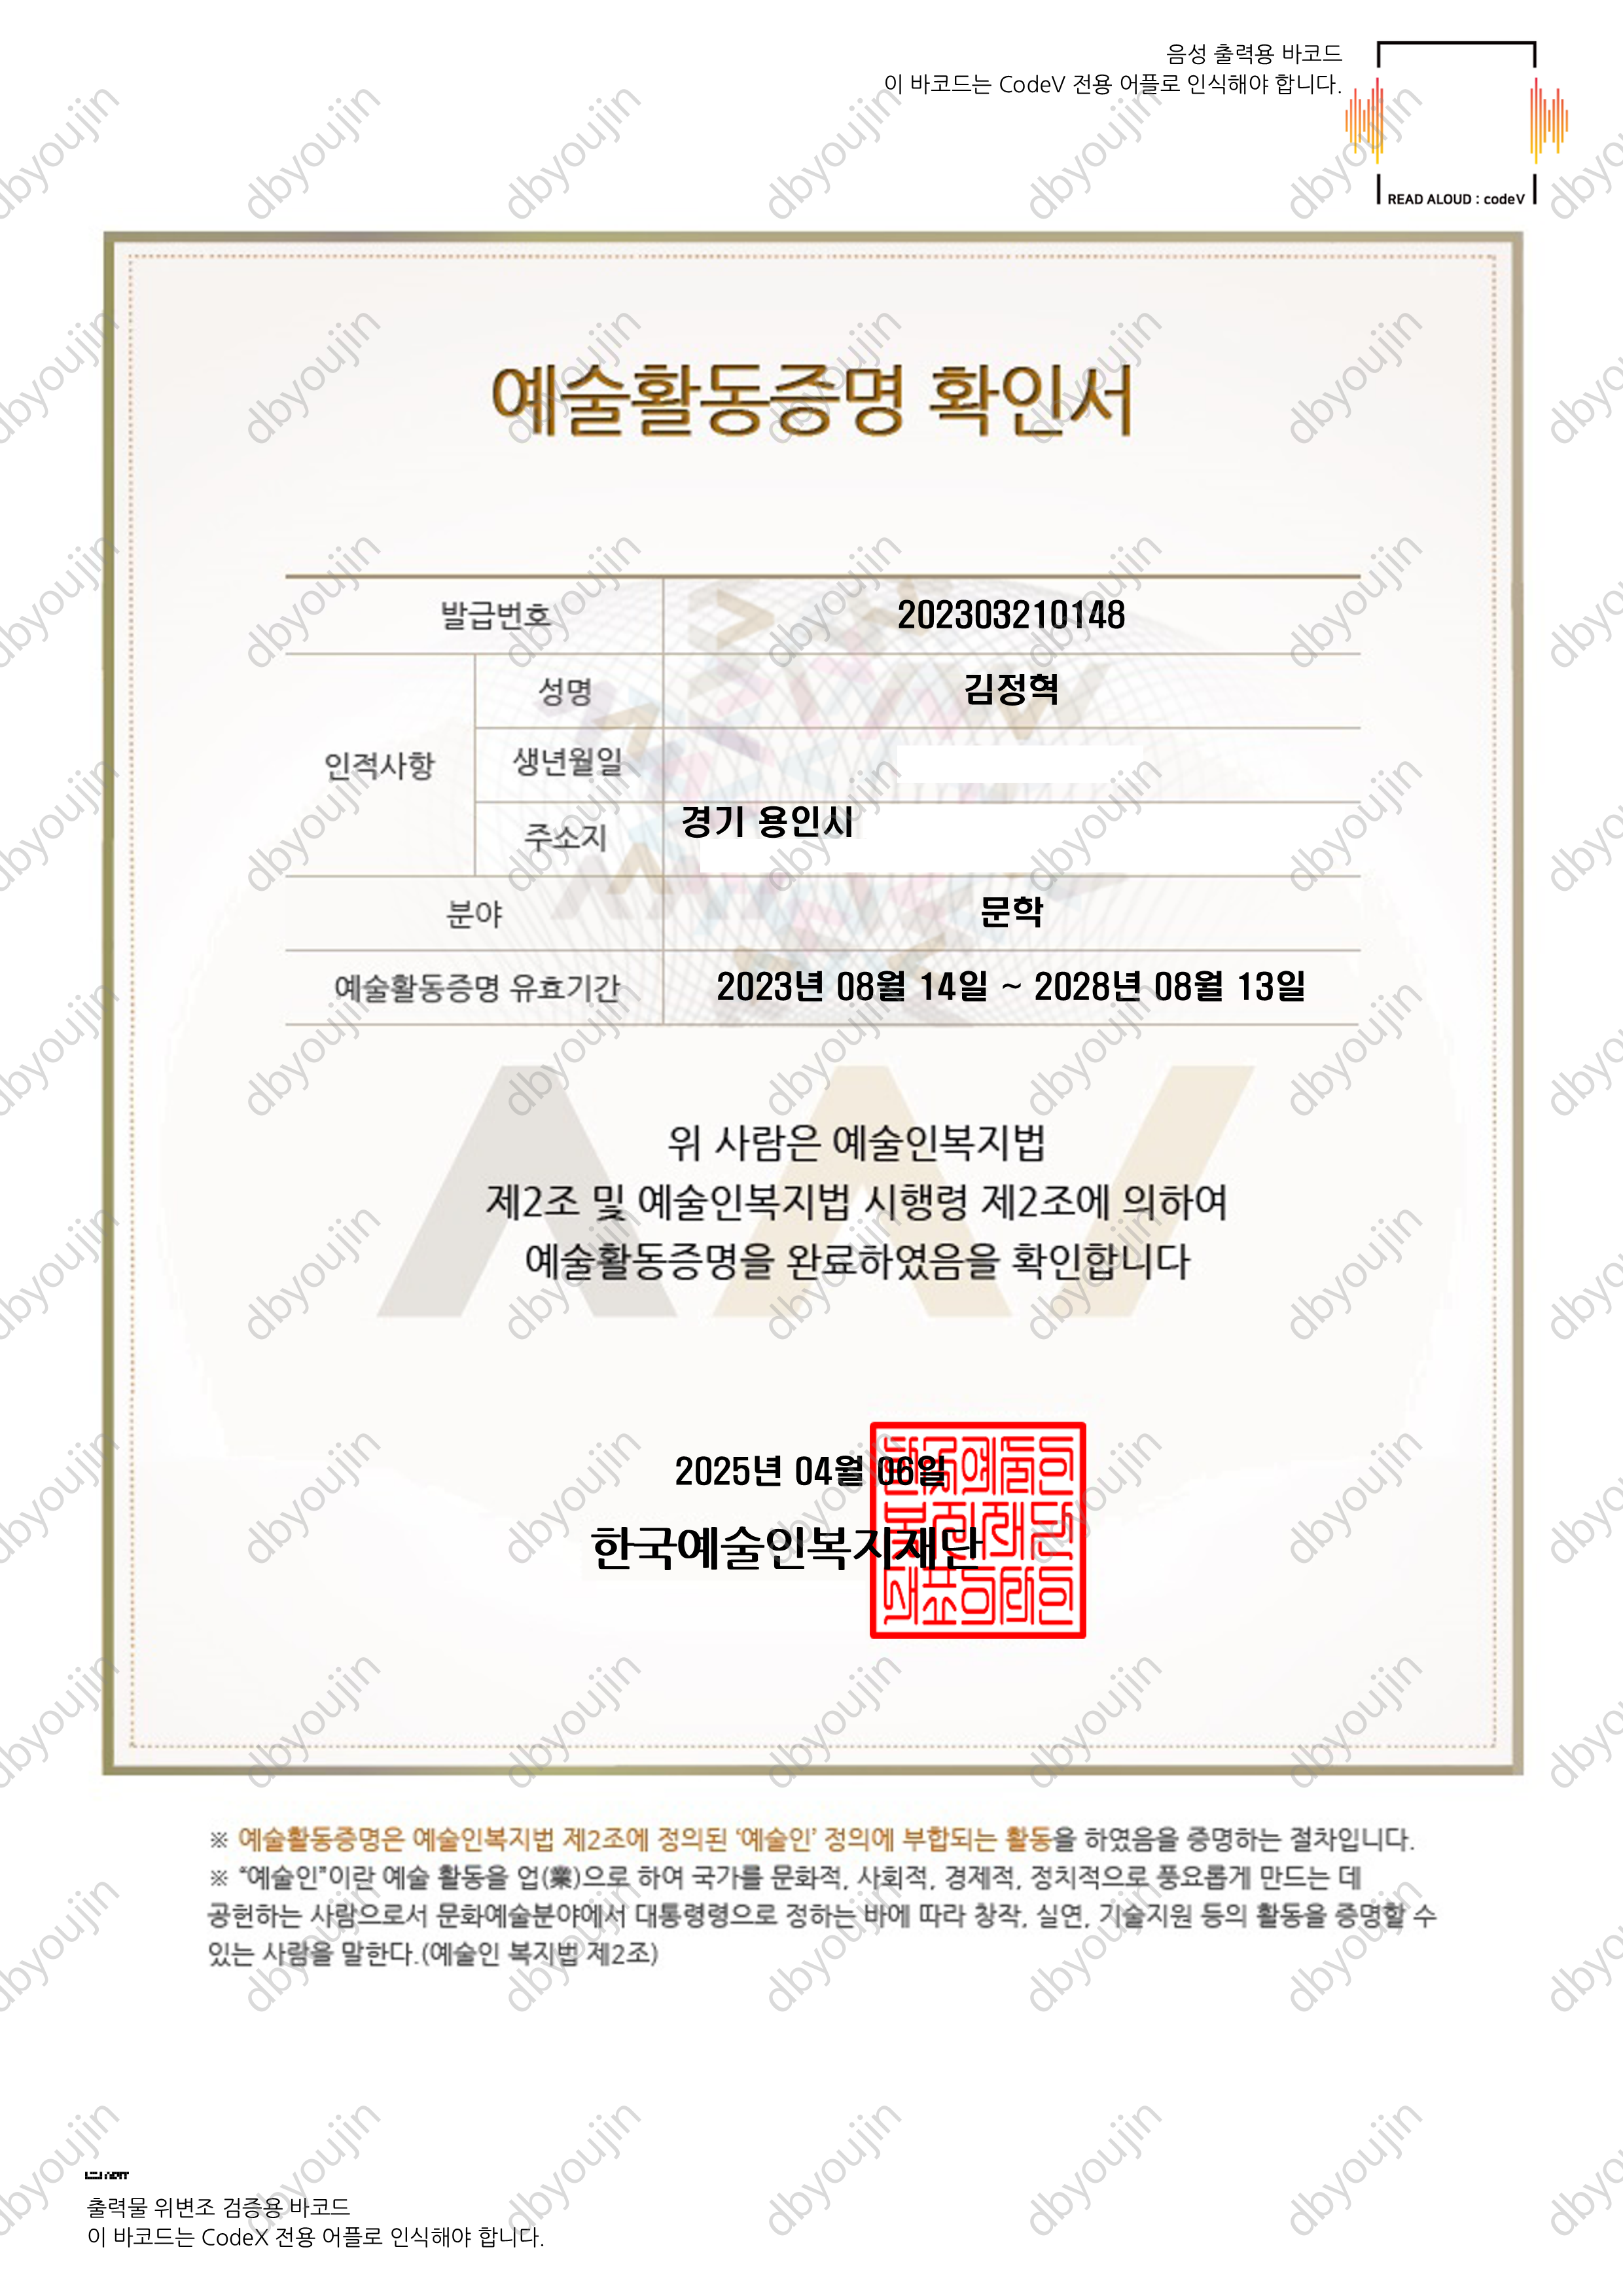 음성 출력용 바코드
이 바코드는 CodeV 전용 어플로 인식해야 합니다.
READ ALOUD : codeV
예술활동증명 확인서
발급번호 202303210148
인적사항
성명 김정혁
생년월일
주소지 경기 용인시
분야 문학
예술활동증명 유효기간 2023년 08월 14일 ~ 2028년 08월 13일
위 사람은 예술인복지법
제2조 및 예술인복지법 시행령 제2조에 의하여
예술활동증명을 완료하였음을 확인합니다
2025년 04월 06일
한국예술인복지재단
※ 예술활동증명은 예술인복지법 제2조에 정의된 ‘예술인’ 정의에 부합되는 활동을 하였음을 증명하는 절차입니다.
※ “예술인”이란 예술 활동을 업(業)으로 하여 국가를 문화적, 사회적, 경제적, 정치적으로 풍요롭게 만드는 데
공헌하는 사람으로서 문화예술분야에서 대통령령으로 정하는 바에 따라 창작, 실연, 기술지원 등의 활동을 증명할 수
있는 사람을 말한다.(예술인 복지법 제2조)
출력물 위변조 검증용 바코드
이 바코드는 CodeX 전용 어플로 인식해야 합니다.
dbyoujin